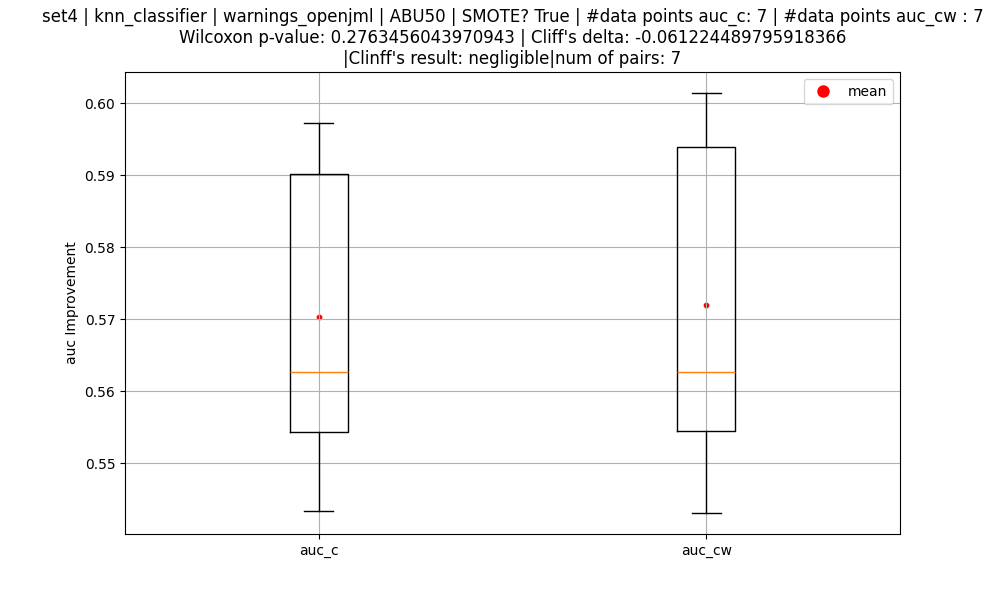 set4 | knn_classifier | warnings_openjml | ABU50 | SMOTE? True | #data points auc_c: 7 | #data points auc_cw : 7
Wilcoxon p-value: 0.2763456043970943 | Cliff's delta: -0.061224489795918366
|Clinff's result: negligible|num of pairs: 7
mean
0.60
0.59
0.58
0.57
0.56
0.55
auc Improvement
auc_c
auc_cw